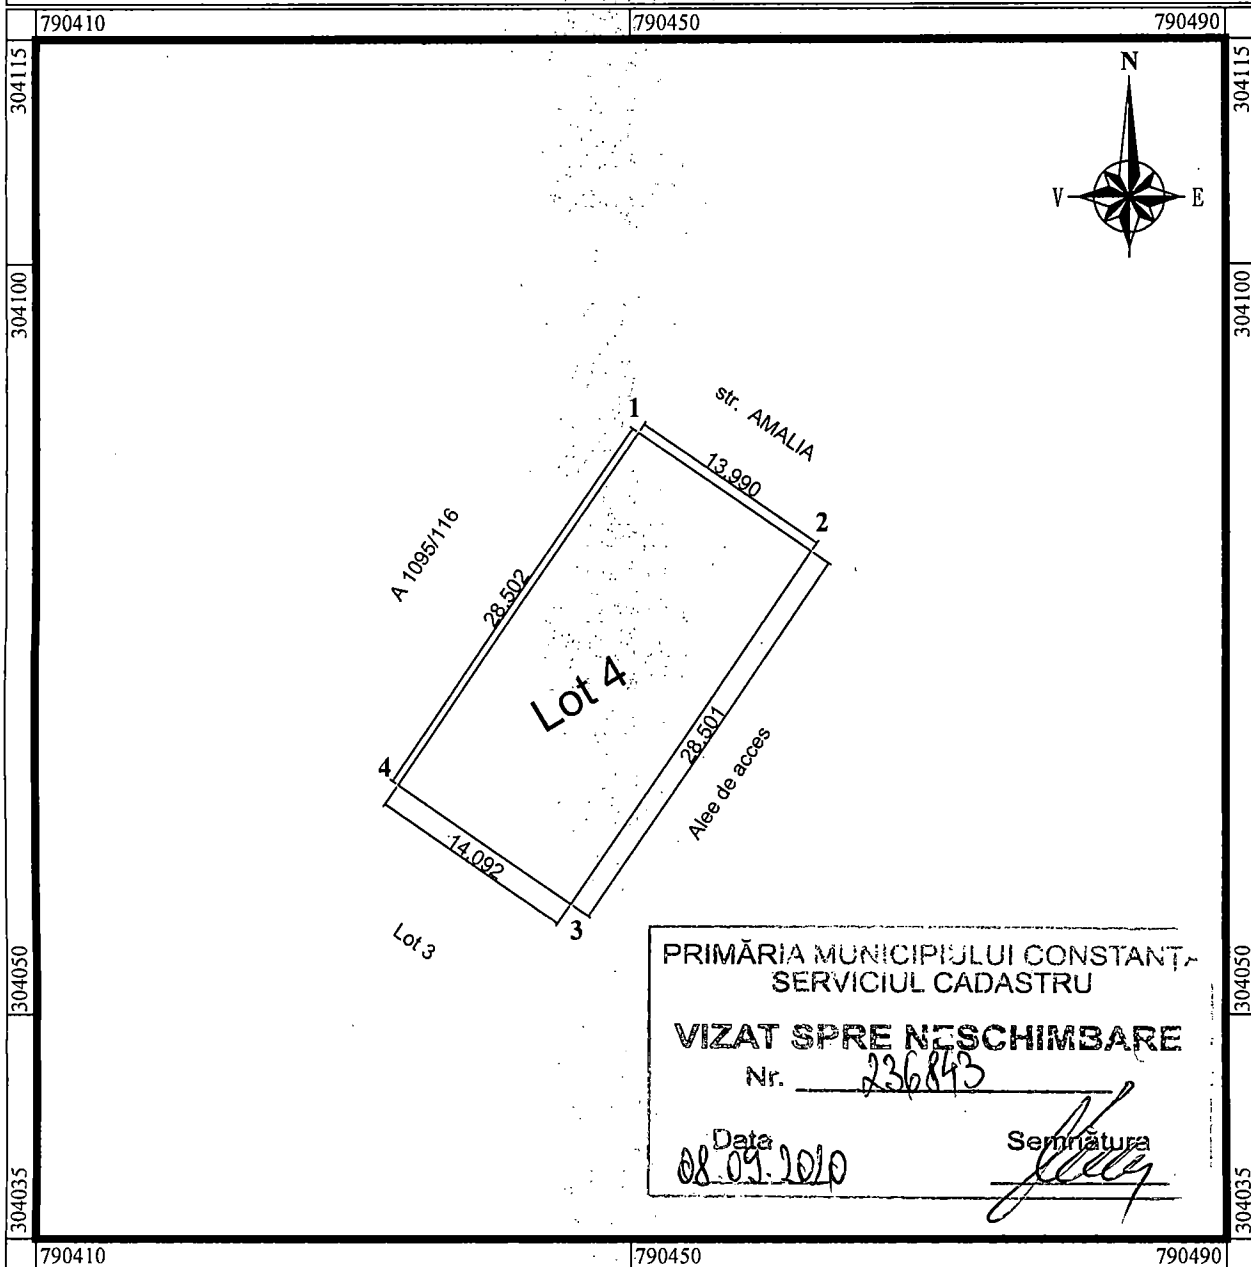 790410 790450 790490
304115 304115
N
V E
304100 304100
str. AMALIA
1
13.990
2
A 1095/116
28.502
Lot 4
28.501
Alee de acces
4
14.092
3
Lot 3
304050 304050
PRIMĂRIA MUNICIPIULUI CONSTANȚA
SERVICIUL CADASTRU
VIZAT SPRE NESCHIMBARE
Nr. 236843
Data Semnătura
08.09.2020
304035 304035
790410 790450 790490